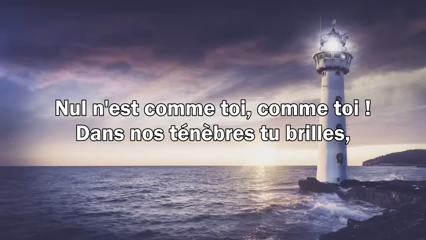 Nul n'est comme toi, comme toi !
Dans nos ténèbres tu brilles,